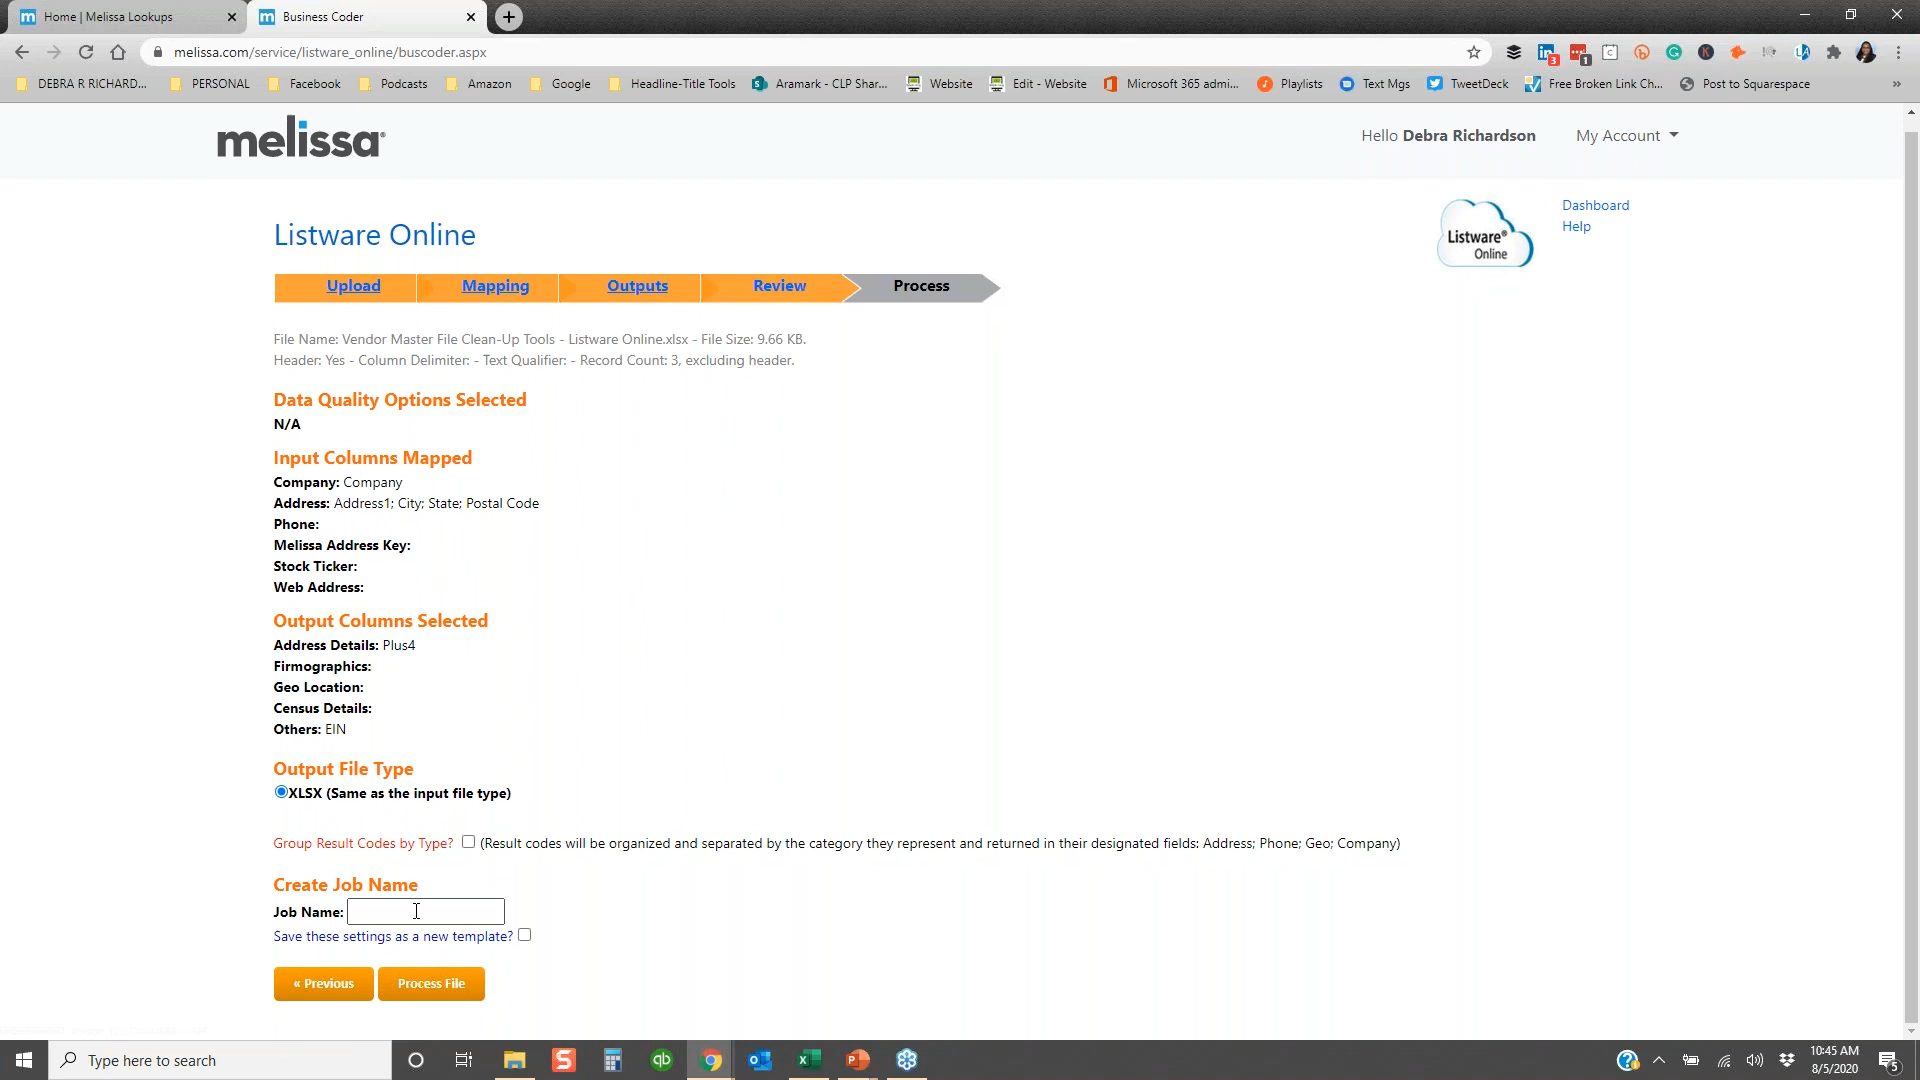 Home | Melissa Lookups
Business Coder
melissa.com/service/listware_online/buscoder.aspx
DEBRA R RICHARD...
PERSONAL
Facebook
Podcasts
Amazon
Google
Headline-Title Tools
Aramark - CLP Shar...
Website
Edit - Website
Microsoft 365 admi...
Playlists
Text Mgs
TweetDeck
Free Broken Link Ch...
Post to Squarespace
melissa
Hello Debra Richardson
My Account
Listware Online
Listware®
Online
Dashboard
Help
Upload
Mapping
Outputs
Review
Process
File Name: Vendor Master File Clean-Up Tools - Listware Online.xlsx - File Size: 9.66 KB.
Header: Yes - Column Delimiter: - Text Qualifier: - Record Count: 3, excluding header.
Data Quality Options Selected
N/A
Input Columns Mapped
Company: Company
Address: Address1; City; State; Postal Code
Phone:
Melissa Address Key:
Stock Ticker:
Web Address:
Output Columns Selected
Address Details: Plus4
Firmographics:
Geo Location:
Census Details:
Others: EIN
Output File Type
XLSX (Same as the input file type)
Group Result Codes by Type? (Result codes will be organized and separated by the category they represent and returned in their designated fields: Address; Phone; Geo; Company)
Create Job Name
Job Name:
Save these settings as a new template?
« Previous
Process File
Type here to search
10:45 AM
8/5/2020